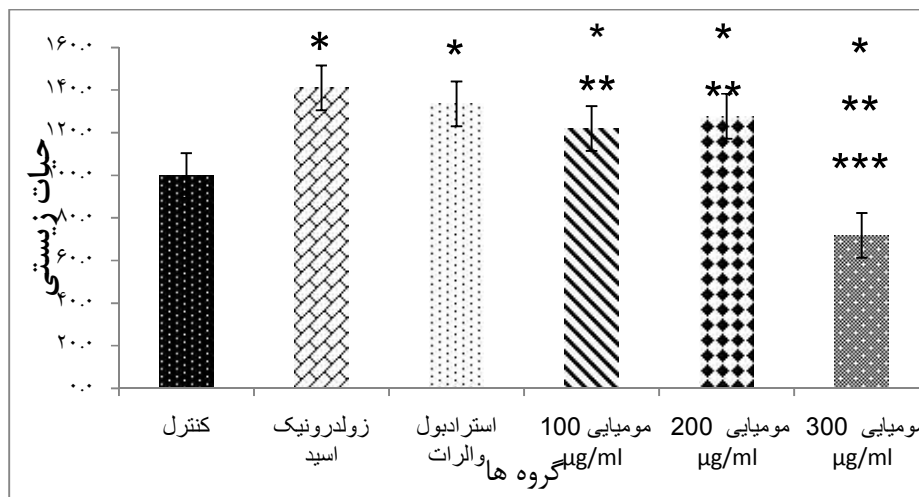 * * * * *
** ** **
***
۱۶۰.۰
۱۴۰.۰
۱۲۰.۰
۱۰۰.۰
۸۰.۰
۶۰.۰
۴۰.۰
۲۰.۰
۰.۰
حیات زیستی
کنترل
زولدرونیک
اسید
استرادبول
والرات
مومیایی 100
µg/ml
مومیایی 200
µg/ml
مومیایی 300
µg/ml
گروه ها